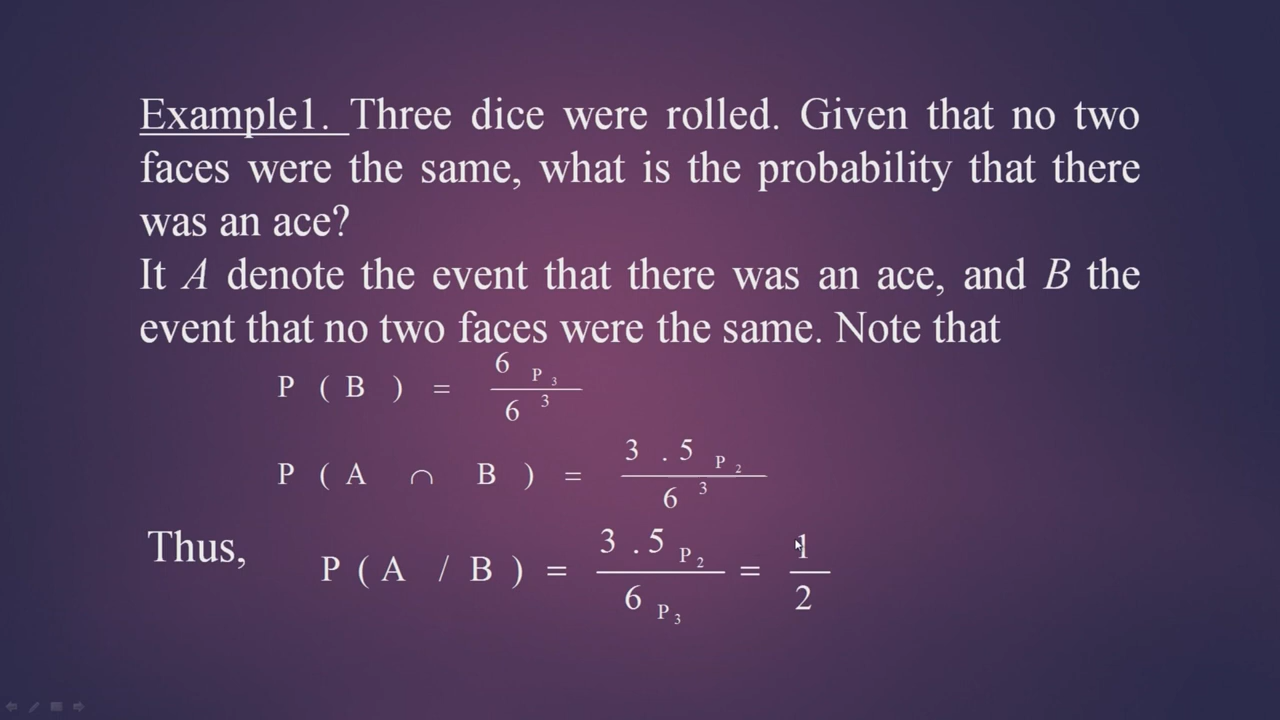 Example1. Three dice were rolled. Given that no two
faces were the same, what is the probability that there
was an ace?
It A denote the event that there was an ace, and B the
event that no two faces were the same. Note that
P ( B ) = 6 P 3 / 6 3
P ( A ∩ B ) = 3 . 5 P 2 / 6 3
Thus, P ( A / B ) = 3 . 5 P 2 / 6 P 3 = 1 / 2